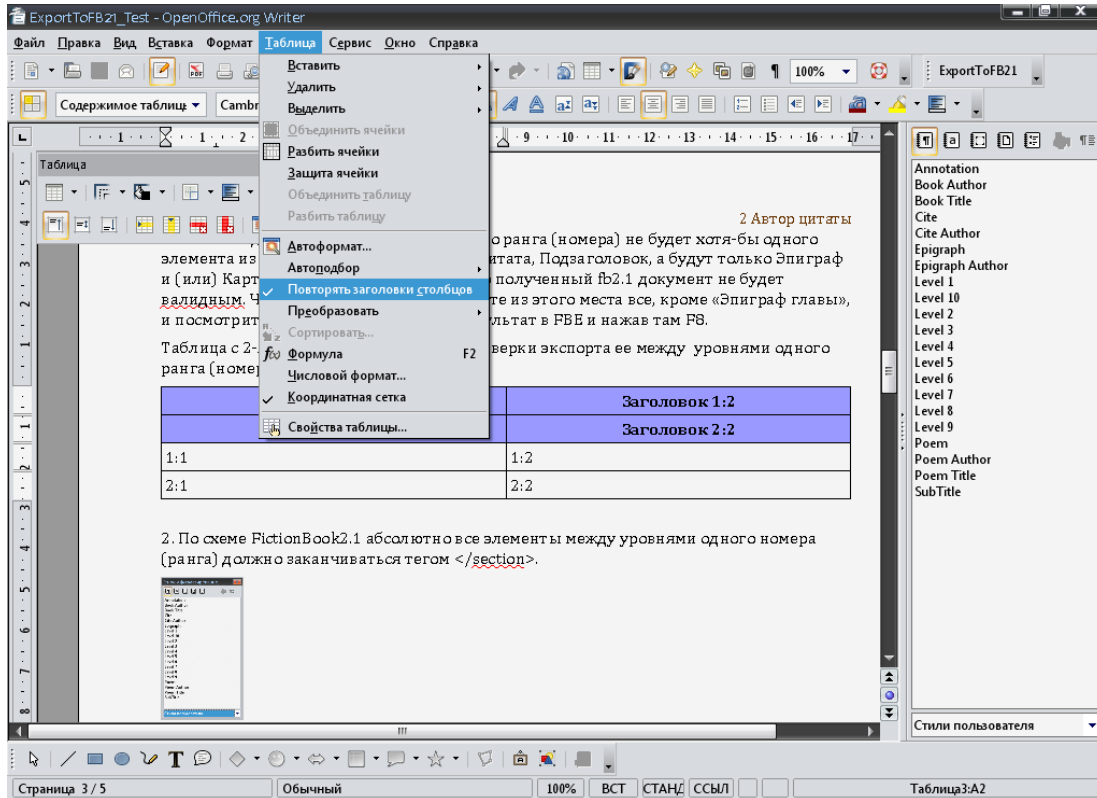 ExportToFB21_Test - OpenOffice.org Writer
Файл Правка Вид Вставка Формат Таблица Сервис Окно Справка
100% ExportToFB21
Содержимое таблиц Cambr
Вставить
Удалить
Выделить
Объединить ячейки
Разбить ячейки
Защита ячейки
Объединить таблицу
Разбить таблицу
Автоформат...
Автоподбор
Повторять заголовки столбцов
Преобразовать
Сортировать...
Формула F2
Числовой формат...
Координатная сетка
Свойства таблицы...
Таблица
2 Автор цитаты
о ранга (номера) не будет хотя-бы одного
элемента из тата, Подзаголовок, а будут только Эпиграф
и (или) Карт полученный fb2.1 документ не будет
валидным. Ч те из этого места все, кроме «Эпиграф главы»,
и посмотрит льтат в FBE и нажав там F8.
Таблица с 2- верки экспорта ее между уровнями одного
ранга (номе
Заголовок 1:2
Заголовок 2:2
1:1 1:2
2:1 2:2
2. По схеме FictionBook2.1 абсолютно все элементы между уровнями одного номера
(ранга) должно заканчиваться тегом </section>.
Annotation
Book Author
Book Title
Cite
Cite Author
Epigraph
Epigraph Author
Level 1
Level 10
Level 2
Level 3
Level 4
Level 5
Level 6
Level 7
Level 8
Level 9
Poem
Poem Author
Poem Title
SubTitle
Стили пользователя
Страница 3 / 5 Обычный 100% ВСТ СТАНД ССЫЛ Таблица3:A2